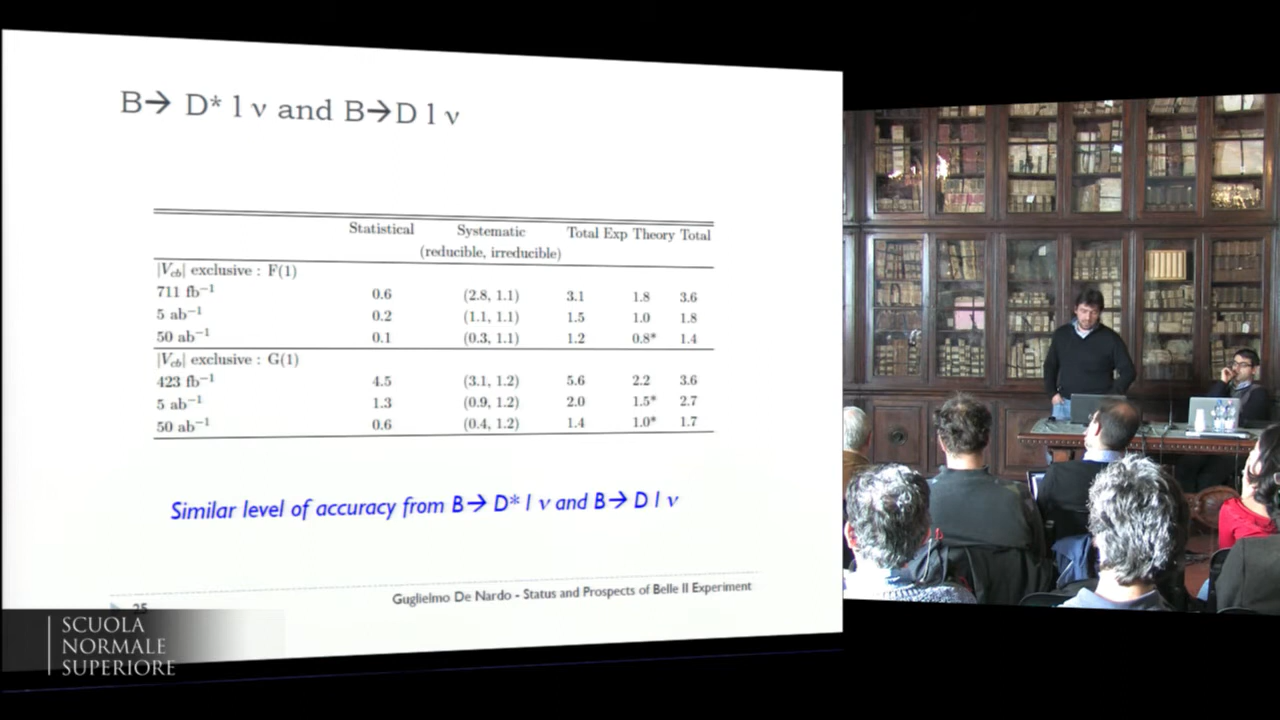 B→ D* l ν and B→D l ν
Statistical Systematic Total Exp Theory Total
(reducible, irreducible)
|Vcb| exclusive : F(1)
711 fb−1 0.6 (2.8, 1.1) 3.1 1.8 3.6
5 ab−1 0.2 (1.1, 1.1) 1.5 1.0 1.8
50 ab−1 0.1 (0.3, 1.1) 1.2 0.8* 1.4
|Vcb| exclusive : G(1)
423 fb−1 4.5 (3.1, 1.2) 5.6 2.2 3.6
5 ab−1 1.3 (0.9, 1.2) 2.0 1.5* 2.7
50 ab−1 0.6 (0.4, 1.2) 1.4 1.0* 1.7
Similar level of accuracy from B→ D* l ν and B→ D l ν
Guglielmo De Nardo - Status and Prospects of Belle II Experiment
25
SCUOLA
NORMALE
SUPERIORE